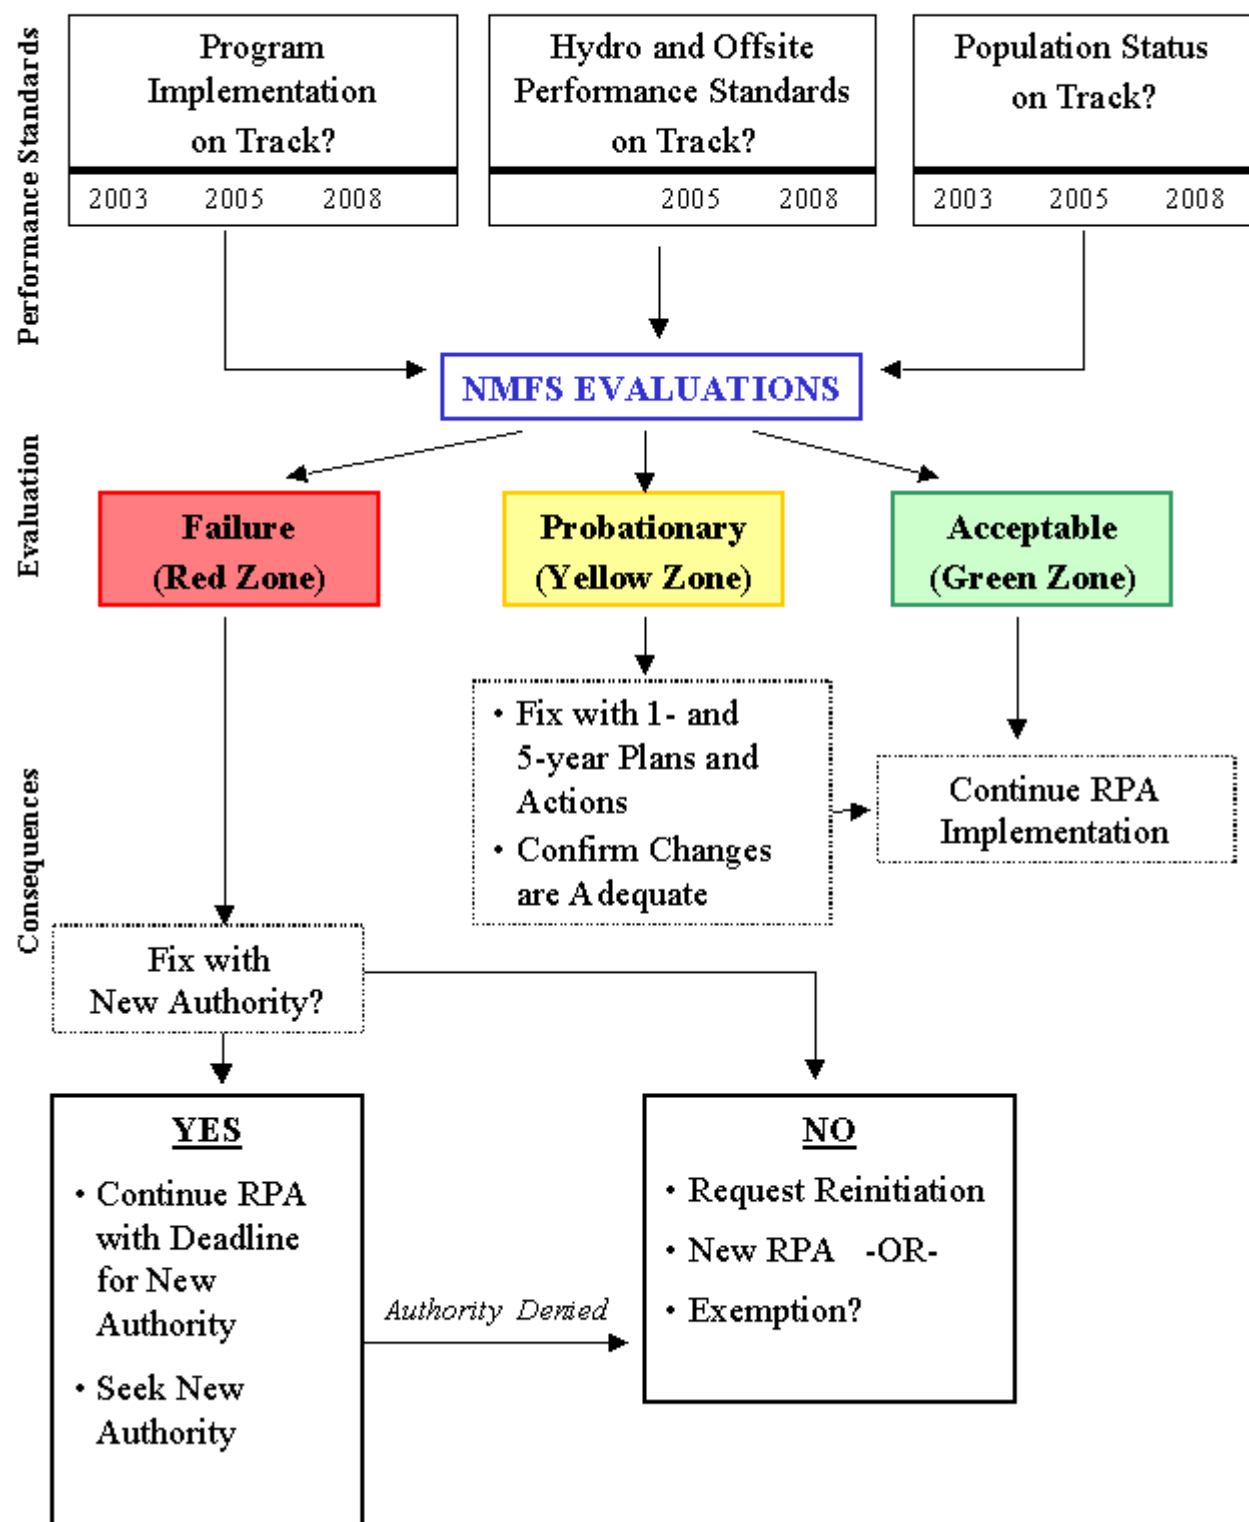 Performance Standards
Program
Implementation
on Track?
2003 2005 2008
Hydro and Offsite
Performance Standards
on Track?
2005 2008
Population Status
on Track?
2003 2005 2008
NMFS EVALUATIONS
Evaluation
Failure
(Red Zone)
Probationary
(Yellow Zone)
Acceptable
(Green Zone)
Consequences
• Fix with 1- and
5-year Plans and
Actions
• Confirm Changes
are Adequate
Continue RPA
Implementation
Fix with
New Authority?
YES
• Continue RPA
with Deadline
for New
Authority
• Seek New
Authority
Authority Denied
NO
• Request Reinitiation
• New RPA -OR-
• Exemption?